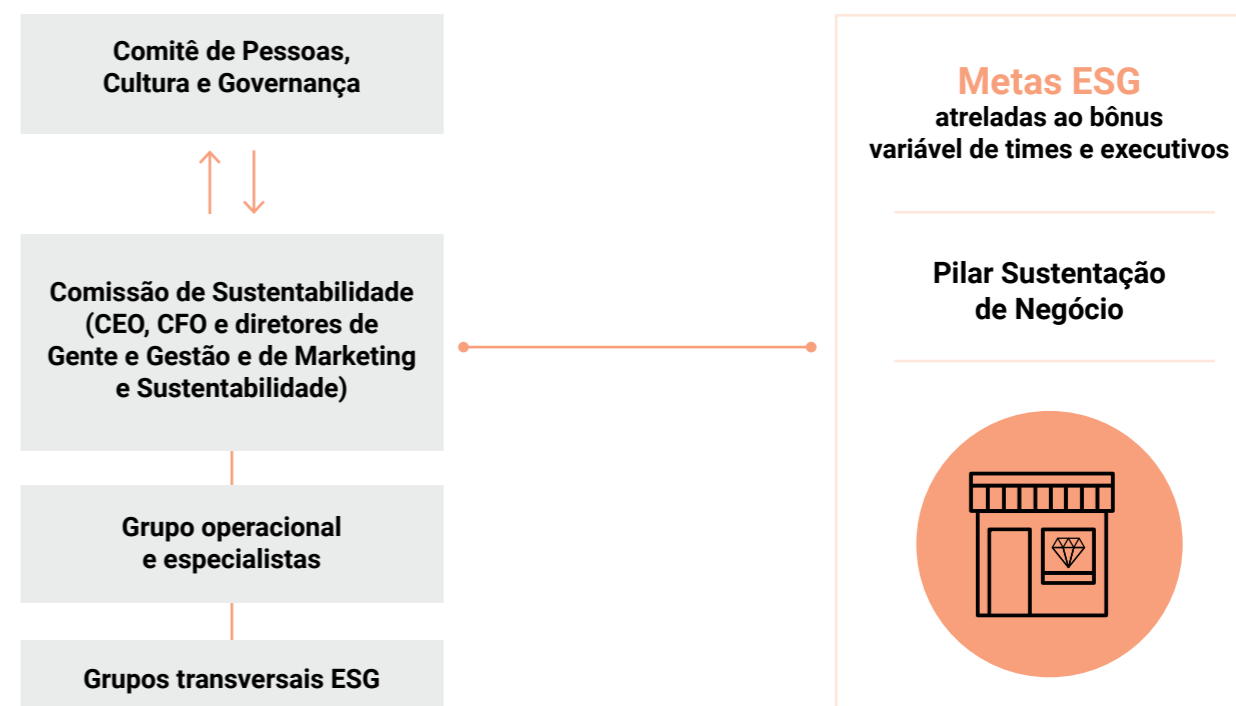 Comitê de Pessoas,
Cultura e Governança
Comissão de Sustentabilidade
(CEO, CFO e diretores de
Gente e Gestão e de Marketing
e Sustentabilidade)
Grupo operacional
e especialistas
Grupos transversais ESG
Metas ESG
atreladas ao bônus
variável de times e executivos
Pilar Sustentação
de Negócio